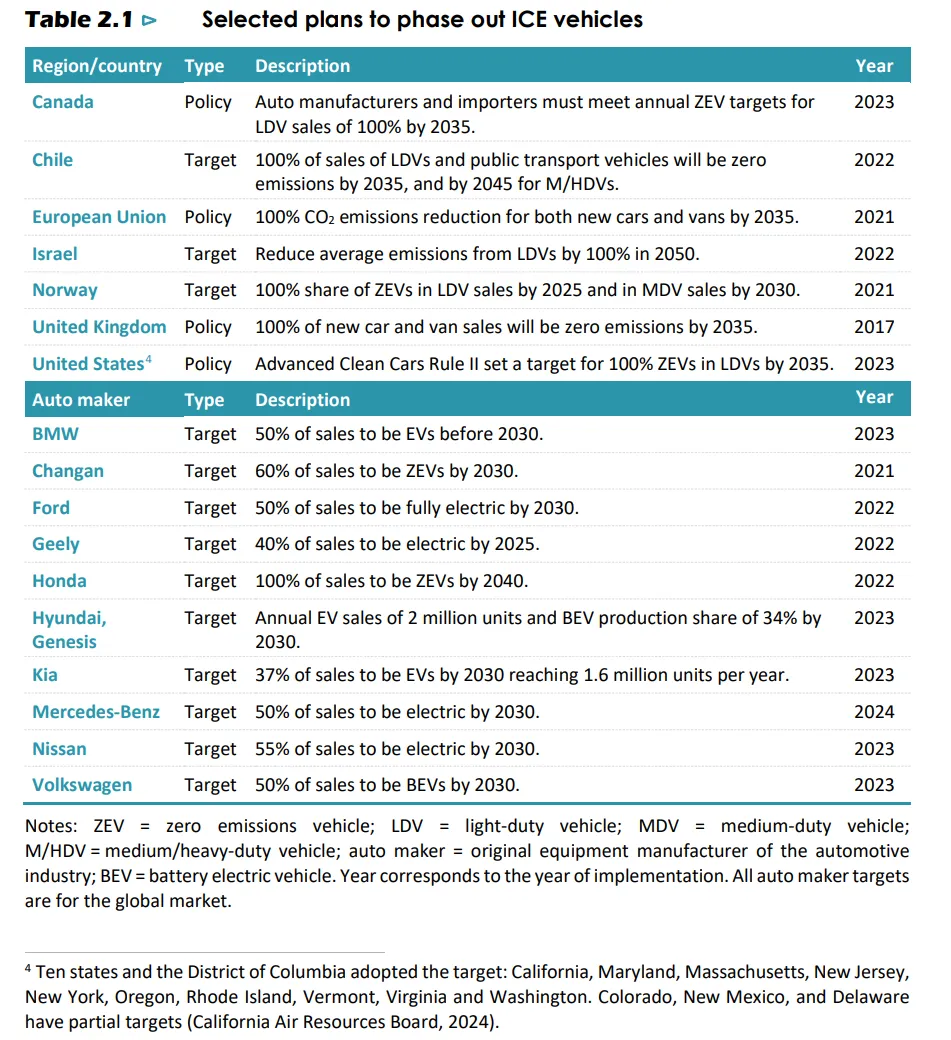 Table 2.1 ⊳ Selected plans to phase out ICE vehicles
Region/country Type Description Year
Canada Policy Auto manufacturers and importers must meet annual ZEV targets for 2023
LDV sales of 100% by 2035.
Chile Target 100% of sales of LDVs and public transport vehicles will be zero 2022
emissions by 2035, and by 2045 for M/HDVs.
European Union Policy 100% CO₂ emissions reduction for both new cars and vans by 2035. 2021
Israel Target Reduce average emissions from LDVs by 100% in 2050. 2022
Norway Target 100% share of ZEVs in LDV sales by 2025 and in MDV sales by 2030. 2021
United Kingdom Policy 100% of new car and van sales will be zero emissions by 2035. 2017
United States⁴ Policy Advanced Clean Cars Rule II set a target for 100% ZEVs in LDVs by 2035. 2023
Auto maker Type Description Year
BMW Target 50% of sales to be EVs before 2030. 2023
Changan Target 60% of sales to be ZEVs by 2030. 2021
Ford Target 50% of sales to be fully electric by 2030. 2022
Geely Target 40% of sales to be electric by 2025. 2022
Honda Target 100% of sales to be ZEVs by 2040. 2022
Hyundai, Target Annual EV sales of 2 million units and BEV production share of 34% by 2023
Genesis 2030.
Kia Target 37% of sales to be EVs by 2030 reaching 1.6 million units per year. 2023
Mercedes-Benz Target 50% of sales to be electric by 2030. 2024
Nissan Target 55% of sales to be electric by 2030. 2023
Volkswagen Target 50% of sales to be BEVs by 2030. 2023
Notes: ZEV = zero emissions vehicle; LDV = light-duty vehicle; MDV = medium-duty vehicle;
M/HDV = medium/heavy-duty vehicle; auto maker = original equipment manufacturer of the automotive
industry; BEV = battery electric vehicle. Year corresponds to the year of implementation. All auto maker targets
are for the global market.
⁴ Ten states and the District of Columbia adopted the target: California, Maryland, Massachusetts, New Jersey,
New York, Oregon, Rhode Island, Vermont, Virginia and Washington. Colorado, New Mexico, and Delaware
have partial targets (California Air Resources Board, 2024).